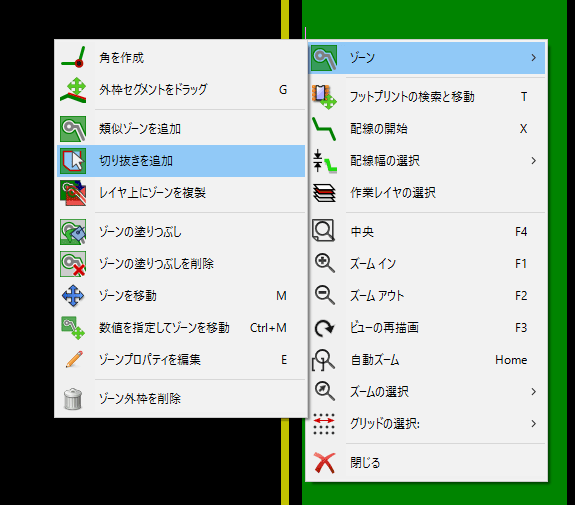 角を作成
外枠セグメントをドラッグ G
類似ゾーンを追加
切り抜きを追加
レイヤ上にゾーンを複製
ゾーンの塗りつぶし
ゾーンの塗りつぶしを削除
ゾーンを移動 M
数値を指定してゾーンを移動 Ctrl+M
ゾーンプロパティを編集 E
ゾーン外枠を削除
ゾーン
フットプリントの検索と移動 T
配線の開始 X
配線幅の選択
作業レイヤの選択
中央 F4
ズーム イン F1
ズーム アウト F2
ビューの再描画 F3
自動ズーム Home
ズームの選択
グリッドの選択:
閉じる